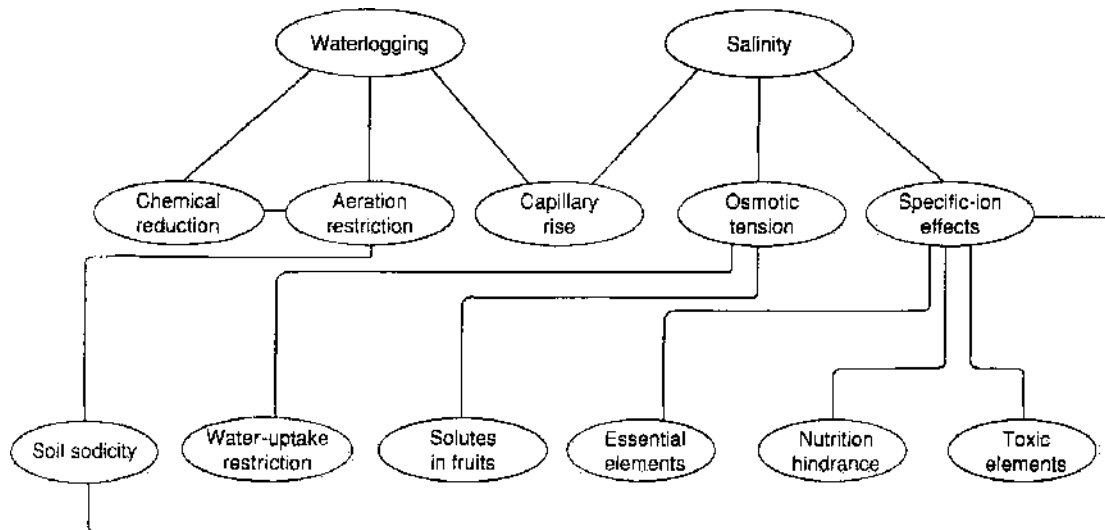 Waterlogging
Salinity
Chemical
reduction
Aeration
restriction
Capillary
rise
Osmotic
tension
Specific-ion
effects
Soil sodicity
Water-uptake
restriction
Solutes
in fruits
Essential
elements
Nutrition
hindrance
Toxic
elements